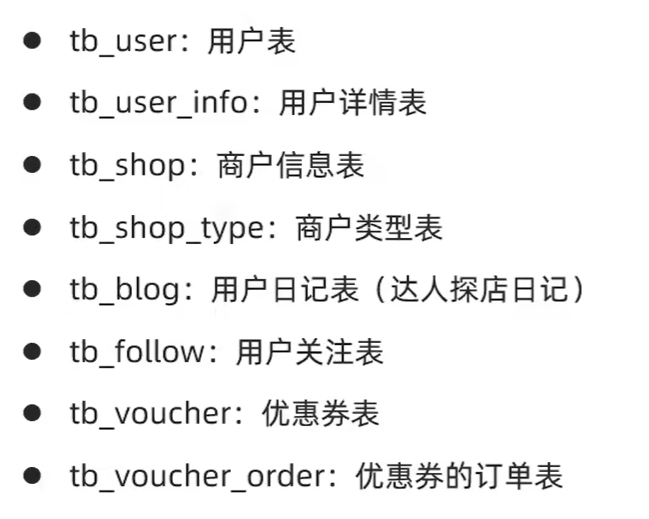 ● tb_user：用户表
● tb_user_info：用户详情表
● tb_shop：商户信息表
● tb_shop_type：商户类型表
● tb_blog：用户日记表（达人探店日记）
● tb_follow：用户关注表
● tb_voucher：优惠券表
● tb_voucher_order：优惠券的订单表